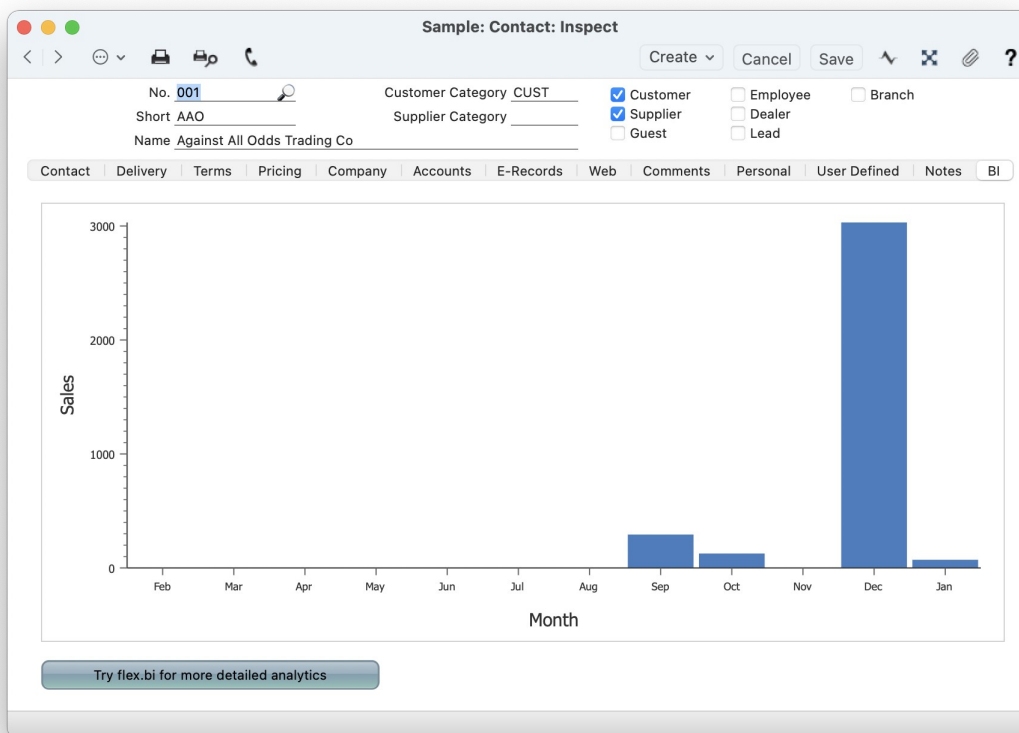 Sample: Contact: Inspect
Create Cancel Save ?
No. 001 Customer Category CUST Customer Employee Branch
Short AAO Supplier Category Supplier Dealer
Guest Lead
Name Against All Odds Trading Co
Contact Delivery Terms Pricing Company Accounts E-Records Web Comments Personal User Defined Notes BI
3000
2000
Sales
1000
0
Feb Mar Apr May Jun Jul Aug Sep Oct Nov Dec Jan
Month
Try flex.bi for more detailed analytics